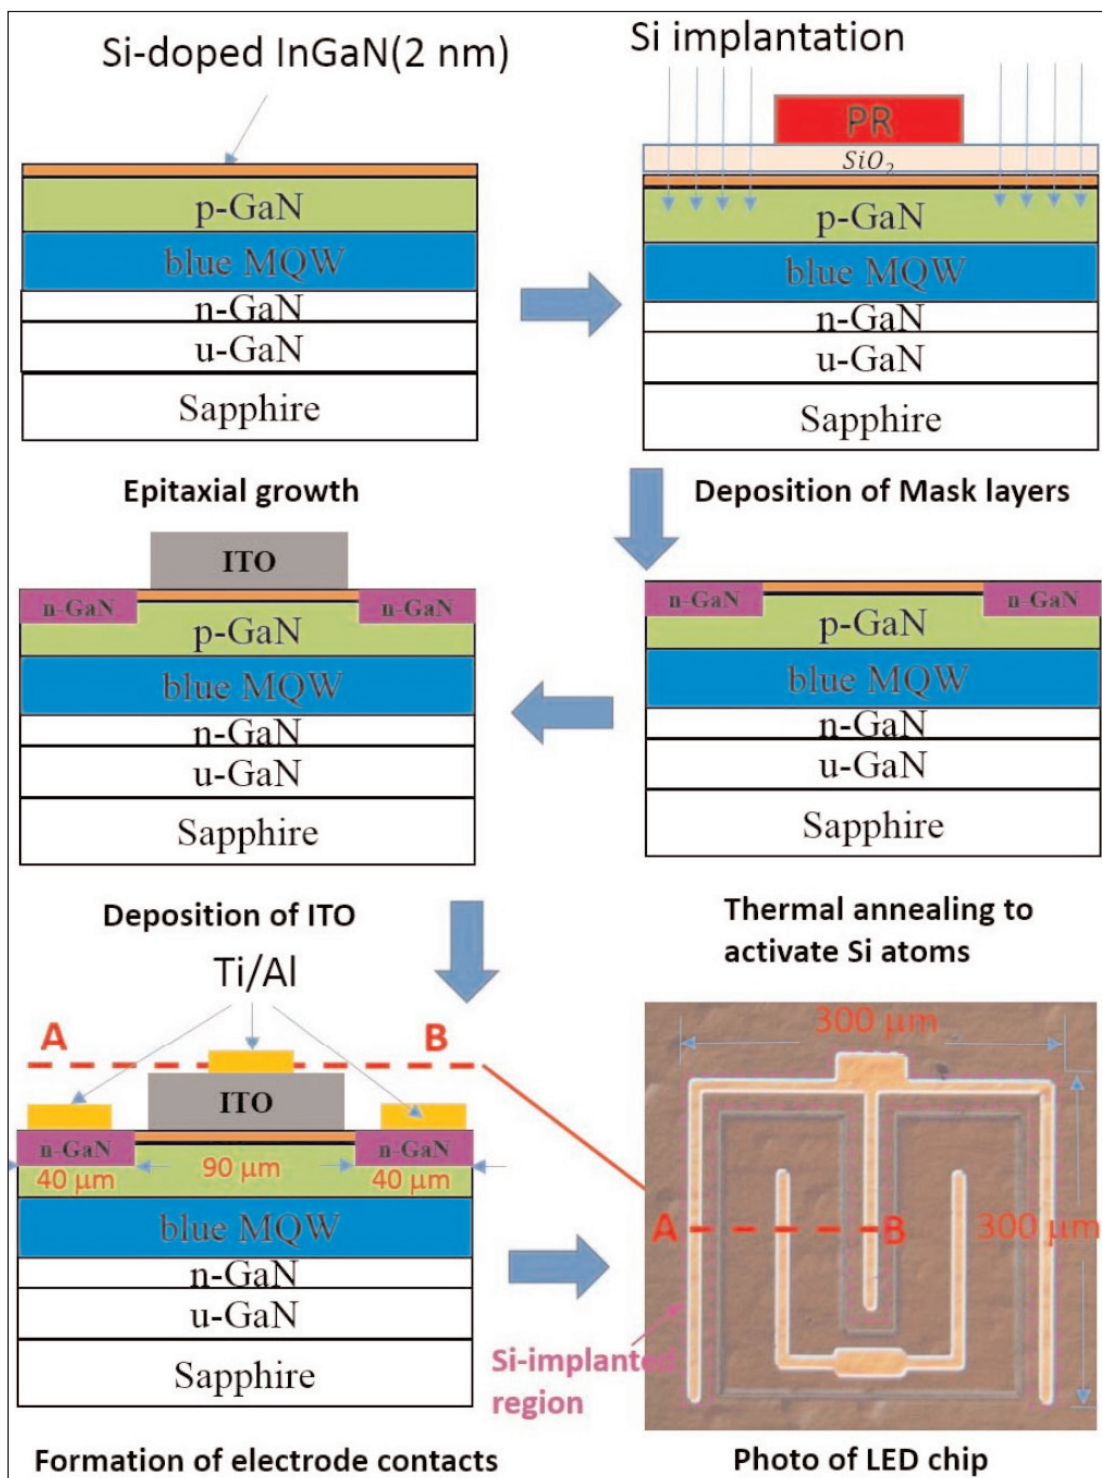 Si-doped InGaN(2 nm)
p-GaN
blue MQW
n-GaN
u-GaN
Sapphire
Epitaxial growth
Si implantation
PR
SiO₂
p-GaN
blue MQW
n-GaN
u-GaN
Sapphire
Deposition of Mask layers
n-GaN
n-GaN
p-GaN
blue MQW
n-GaN
u-GaN
Sapphire
Thermal annealing to
activate Si atoms
ITO
n-GaN
n-GaN
p-GaN
blue MQW
n-GaN
u-GaN
Sapphire
Deposition of ITO
Ti/Al
A
B
ITO
n-GaN
n-GaN
40 μm
90 μm
40 μm
blue MQW
n-GaN
u-GaN
Sapphire
Formation of electrode contacts
300 μm
A
B
300 μm
Si-implanted
region
Photo of LED chip